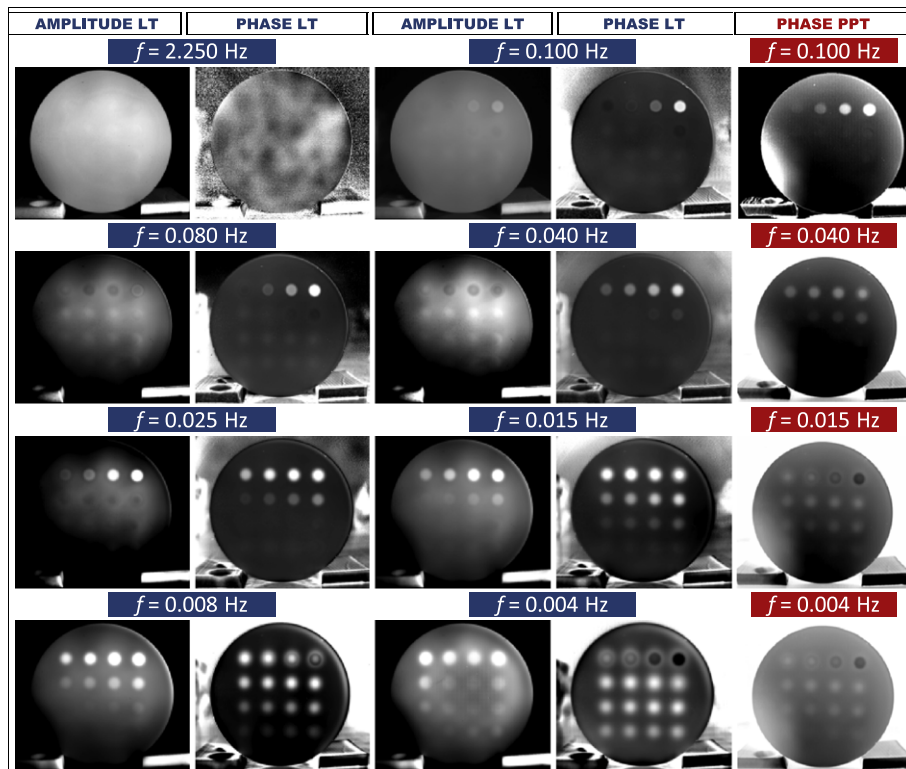 AMPLITUDE LT PHASE LT AMPLITUDE LT PHASE LT PHASE PPT
f = 2.250 Hz f = 0.100 Hz f = 0.100 Hz
f = 0.080 Hz f = 0.040 Hz f = 0.040 Hz
f = 0.025 Hz f = 0.015 Hz f = 0.015 Hz
f = 0.008 Hz f = 0.004 Hz f = 0.004 Hz